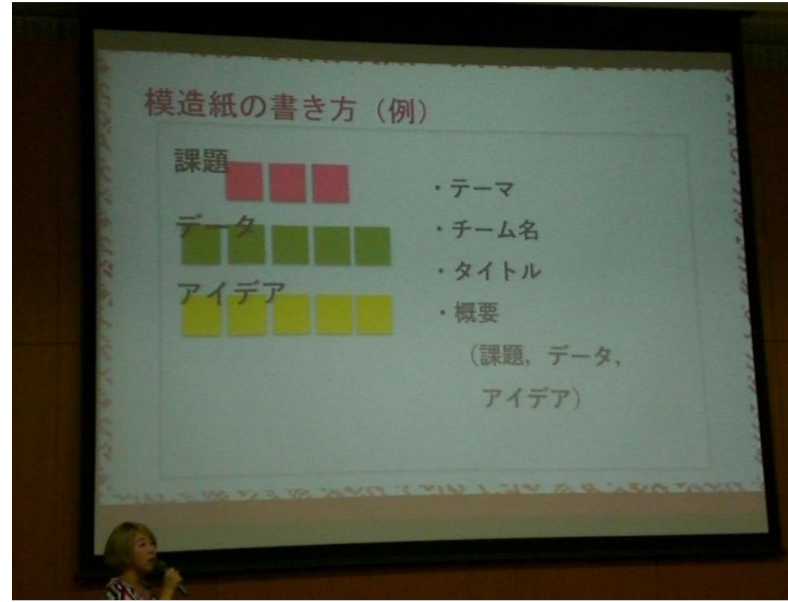 模造紙の書き方（例）
課題
データ
アイデア
・テーマ
・チーム名
・タイトル
・概要
（課題，データ，
アイデア）